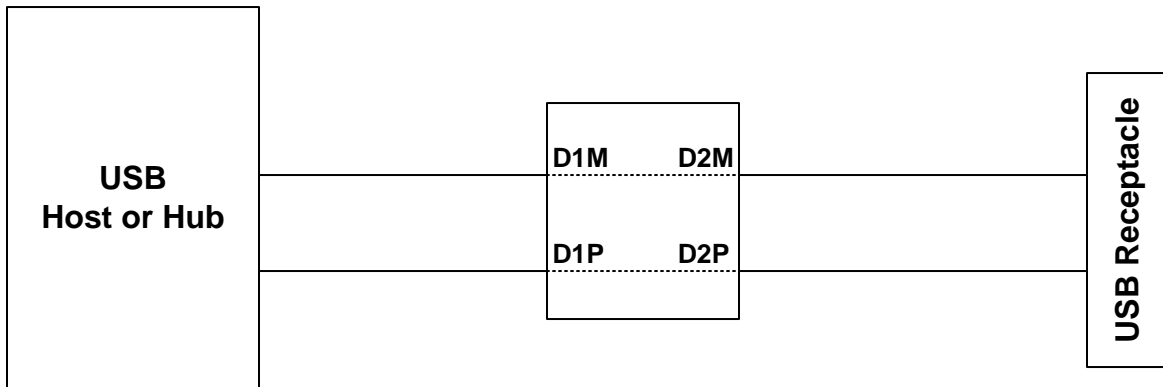 USB
Host or Hub
D1M D2M
D1P D2P
USB Receptacle